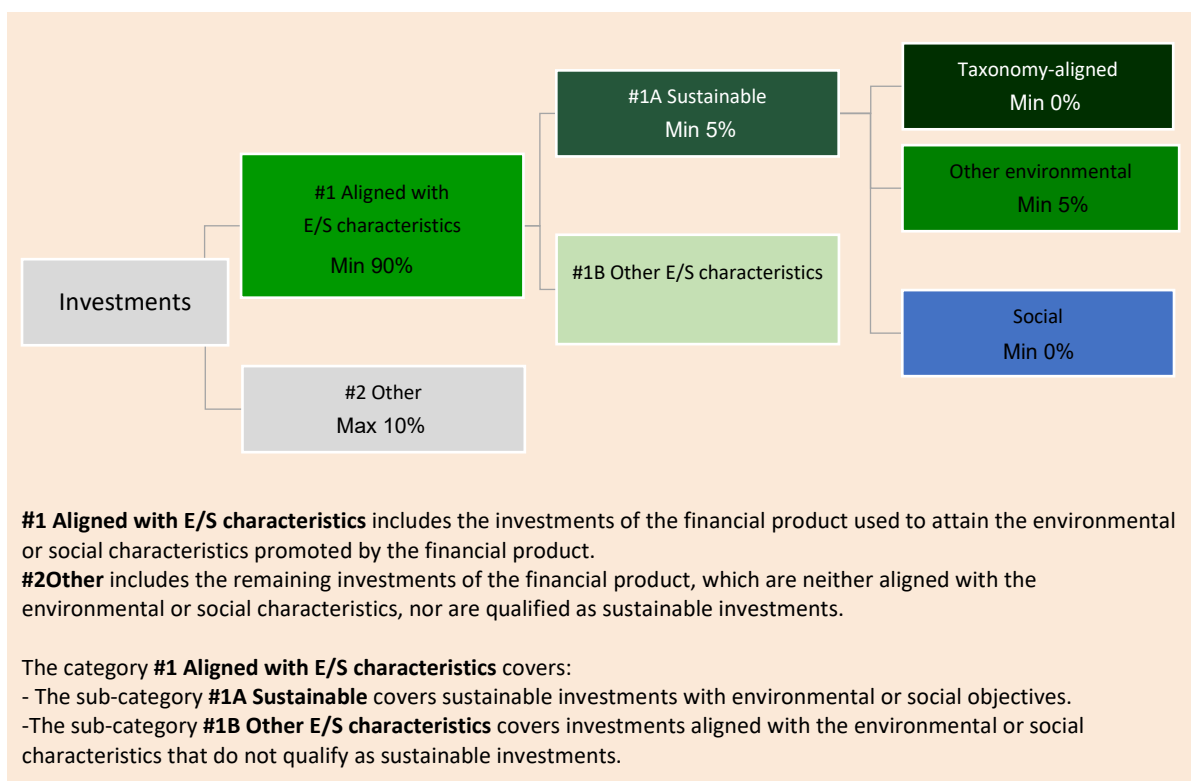 Taxonomy-aligned
Min 0%
#1A Sustainable
Min 5%
Other environmental
Min 5%
#1 Aligned with
E/S characteristics
Min 90%
#1B Other E/S characteristics
Investments
Social
Min 0%
#2 Other
Max 10%
#1 Aligned with E/S characteristics includes the investments of the financial product used to attain the environmental
or social characteristics promoted by the financial product.
#2Other includes the remaining investments of the financial product, which are neither aligned with the
environmental or social characteristics, nor are qualified as sustainable investments.
The category #1 Aligned with E/S characteristics covers:
- The sub-category #1A Sustainable covers sustainable investments with environmental or social objectives.
-The sub-category #1B Other E/S characteristics covers investments aligned with the environmental or social
characteristics that do not qualify as sustainable investments.